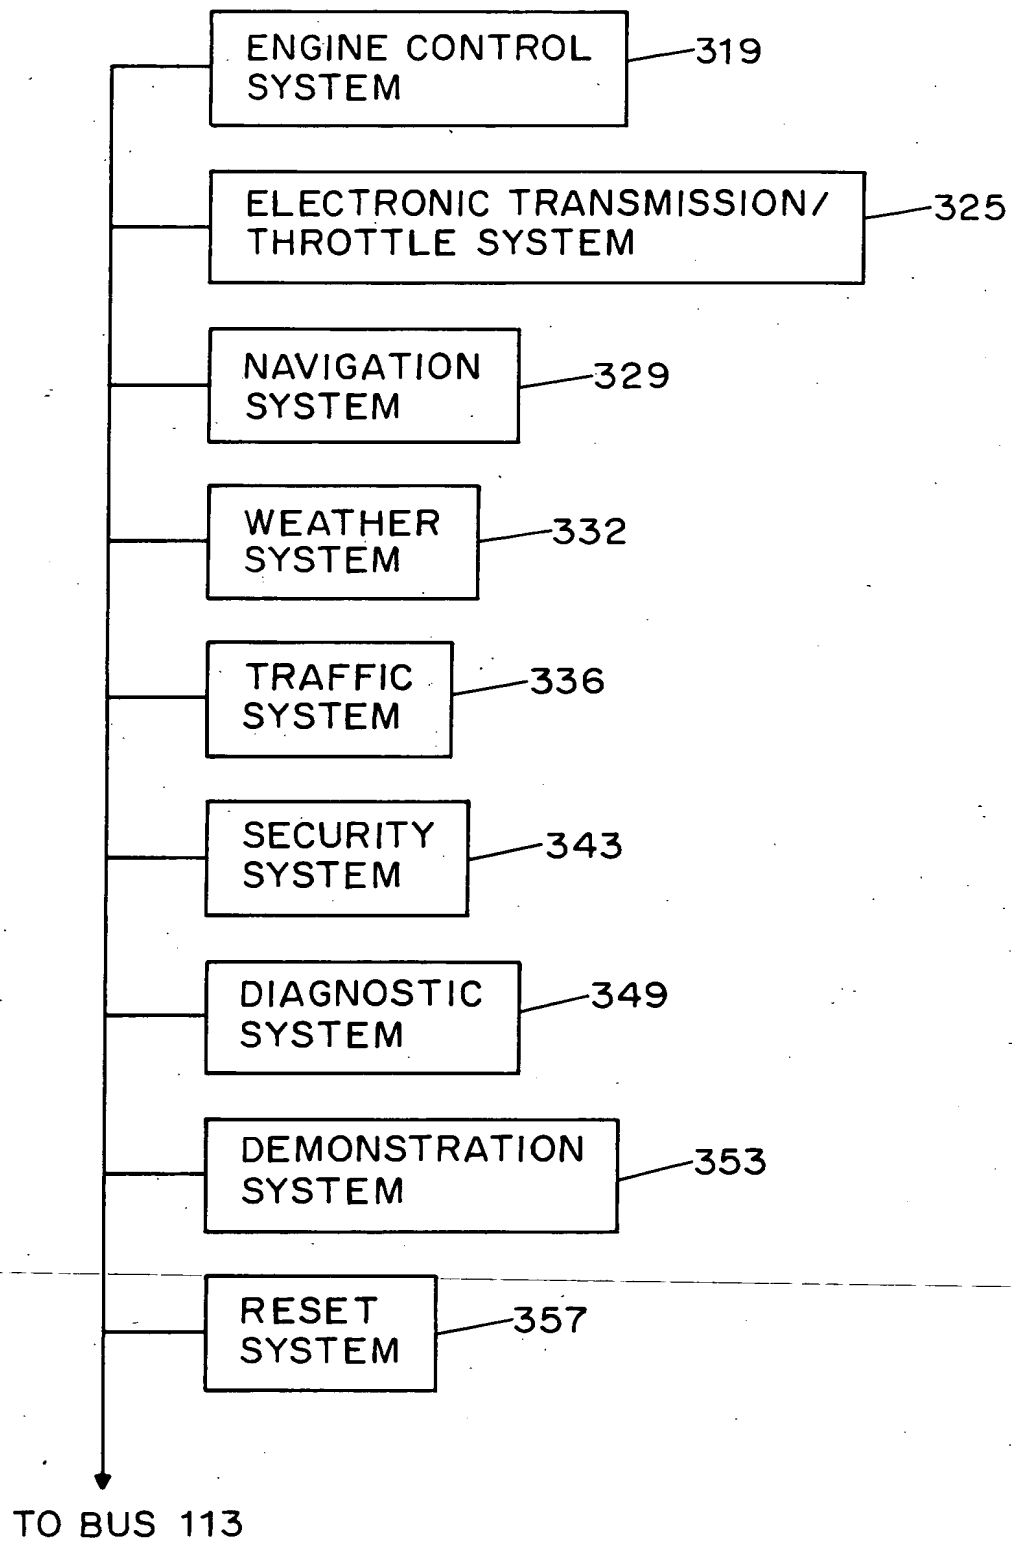 ENGINE CONTROL
SYSTEM
319
ELECTRONIC TRANSMISSION/
THROTTLE SYSTEM
325
NAVIGATION
SYSTEM
329
WEATHER
SYSTEM
332
TRAFFIC
SYSTEM
336
SECURITY
SYSTEM
343
DIAGNOSTIC
SYSTEM
349
DEMONSTRATION
SYSTEM
353
RESET
SYSTEM
357
TO BUS 113